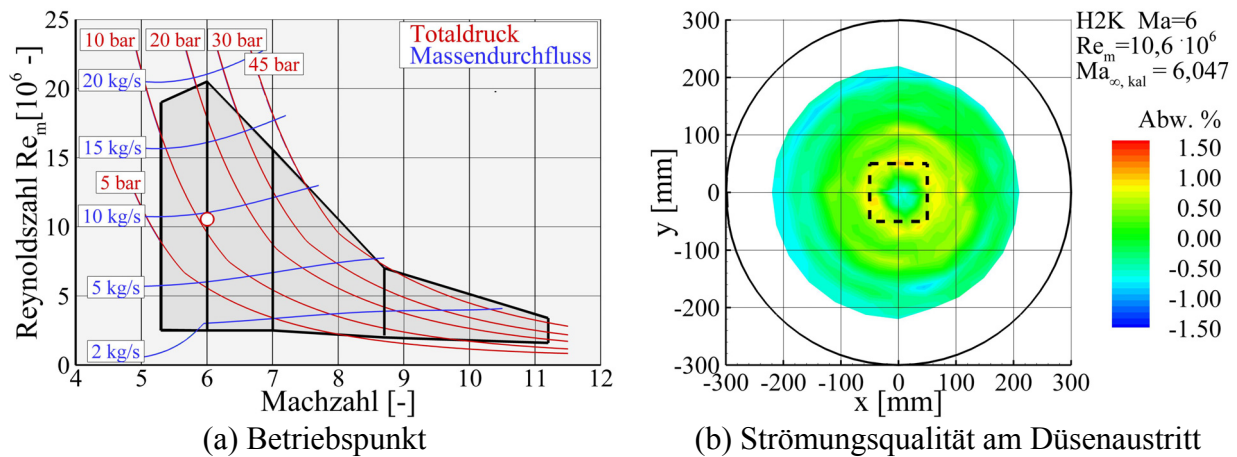 Reynoldszahl Re_m[10^6 -]
25
20
15
10
5
0
10 bar
20 bar
30 bar
45 bar
5 bar
20 kg/s
15 kg/s
10 kg/s
5 kg/s
2 kg/s
Totaldruck
Massendurchfluss
4 5 6 7 8 9 10 11 12
Machzahl [-]
(a) Betriebspunkt
y [mm]
300
200
100
0
-100
-200
-300
-300 -200 -100 0 100 200 300
x [mm]
H2K Ma=6
Re_m=10,6 ·10^6
Ma_∞, kal = 6,047
Abw. %
1.50
1.00
0.50
0.00
-0.50
-1.00
-1.50
(b) Strömungsqualität am Düsenaustritt